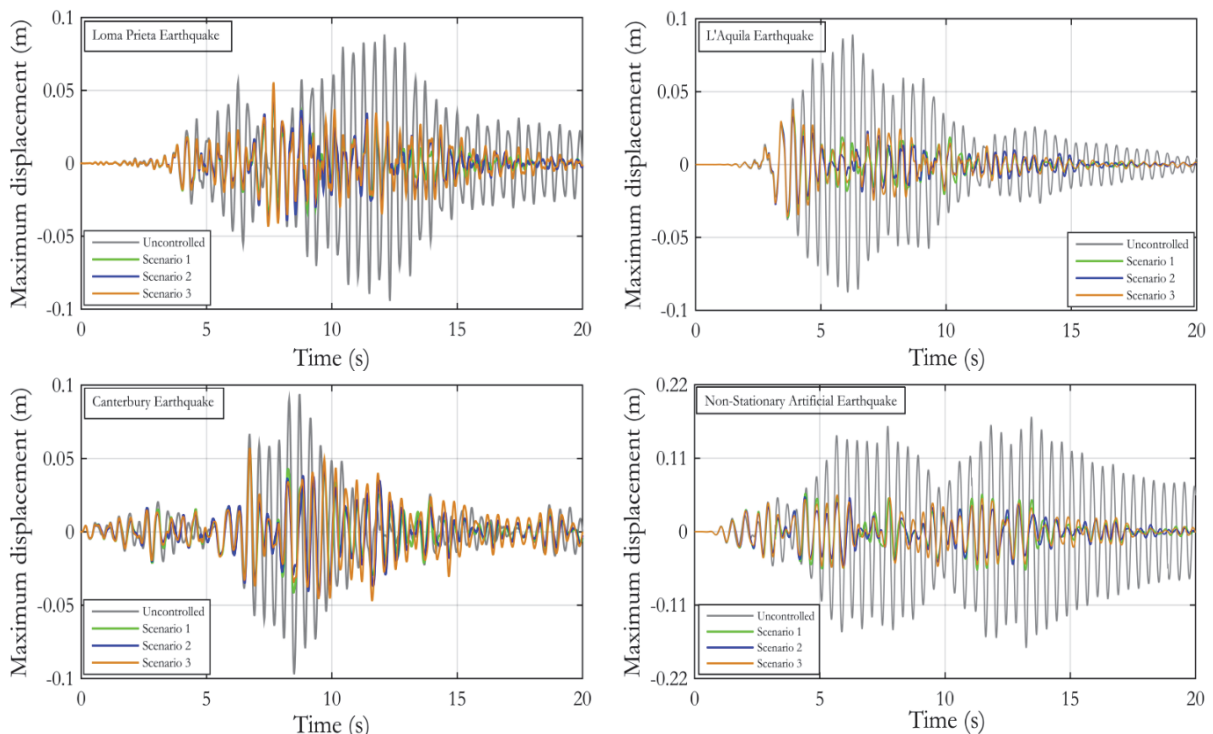 Maximum displacement (m)
0.1
0.05
0
-0.05
-0.1
Loma Prieta Earthquake
Uncontrolled
Scenario 1
Scenario 2
Scenario 3
0 5 10 15 20
Time (s)
Maximum displacement (m)
0.1
0.05
0
-0.05
-0.1
L'Aquila Earthquake
Uncontrolled
Scenario 1
Scenario 2
Scenario 3
0 5 10 15 20
Time (s)
Maximum displacement (m)
0.1
0.05
0
-0.05
-0.1
Canterbury Earthquake
Uncontrolled
Scenario 1
Scenario 2
Scenario 3
0 5 10 15 20
Time (s)
Maximum displacement (m)
0.22
0.11
0
-0.11
-0.22
Non-Stationary Artificial Earthquake
Uncontrolled
Scenario 1
Scenario 2
Scenario 3
0 5 10 15 20
Time (s)